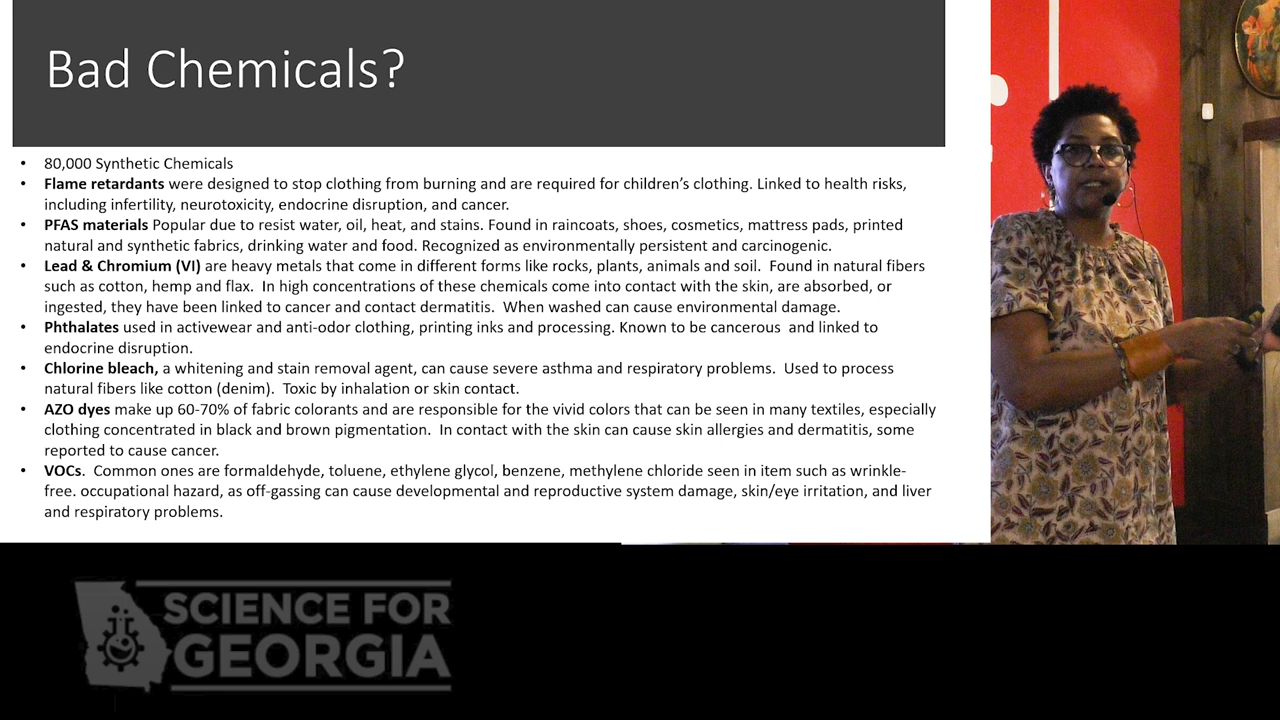 Bad Chemicals?
• 80,000 Synthetic Chemicals
• Flame retardants were designed to stop clothing from burning and are required for children’s clothing. Linked to health risks,
including infertility, neurotoxicity, endocrine disruption, and cancer.
• PFAS materials Popular due to resist water, oil, heat, and stains. Found in raincoats, shoes, cosmetics, mattress pads, printed
natural and synthetic fabrics, drinking water and food. Recognized as environmentally persistent and carcinogenic.
• Lead & Chromium (VI) are heavy metals that come in different forms like rocks, plants, animals and soil. Found in natural fibers
such as cotton, hemp and flax. In high concentrations of these chemicals come into contact with the skin, are absorbed, or
ingested, they have been linked to cancer and contact dermatitis. When washed can cause environmental damage.
• Phthalates used in activewear and anti-odor clothing, printing inks and processing. Known to be cancerous and linked to
endocrine disruption.
• Chlorine bleach, a whitening and stain removal agent, can cause severe asthma and respiratory problems. Used to process
natural fibers like cotton (denim). Toxic by inhalation or skin contact.
• AZO dyes make up 60-70% of fabric colorants and are responsible for the vivid colors that can be seen in many textiles, especially
clothing concentrated in black and brown pigmentation. In contact with the skin can cause skin allergies and dermatitis, some
reported to cause cancer.
• VOCs. Common ones are formaldehyde, toluene, ethylene glycol, benzene, methylene chloride seen in item such as wrinkle-
free. occupational hazard, as off-gassing can cause developmental and reproductive system damage, skin/eye irritation, and liver
and respiratory problems.
SCIENCE FOR
GEORGIA